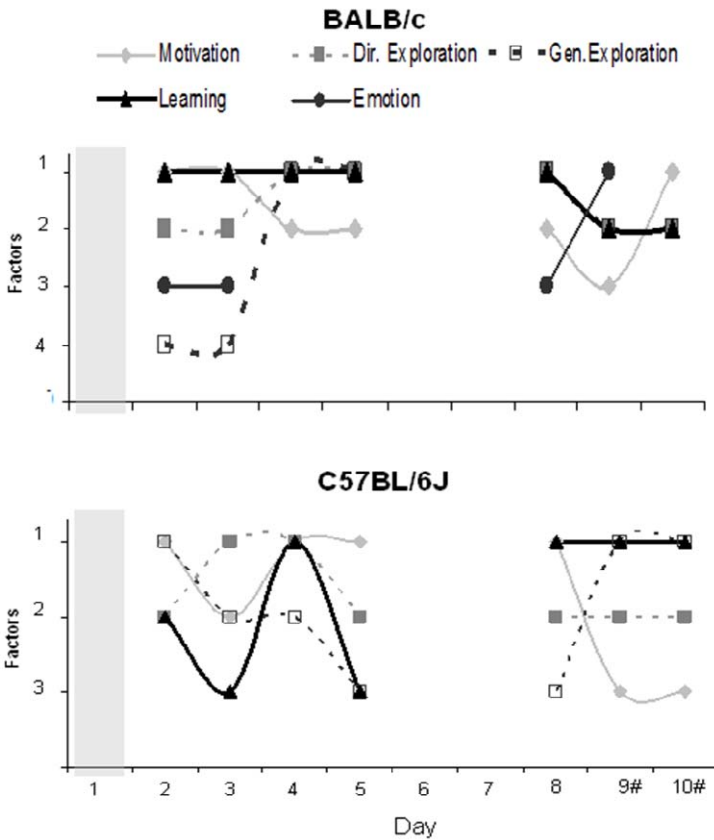 BALB/c
Motivation Dir. Exploration Gen.Exploration
Learning Emotion
1
2
3
4
Factors
C57BL/6J
1
2
3
Factors
1 2 3 4 5 6 7 8 9# 10#
Day